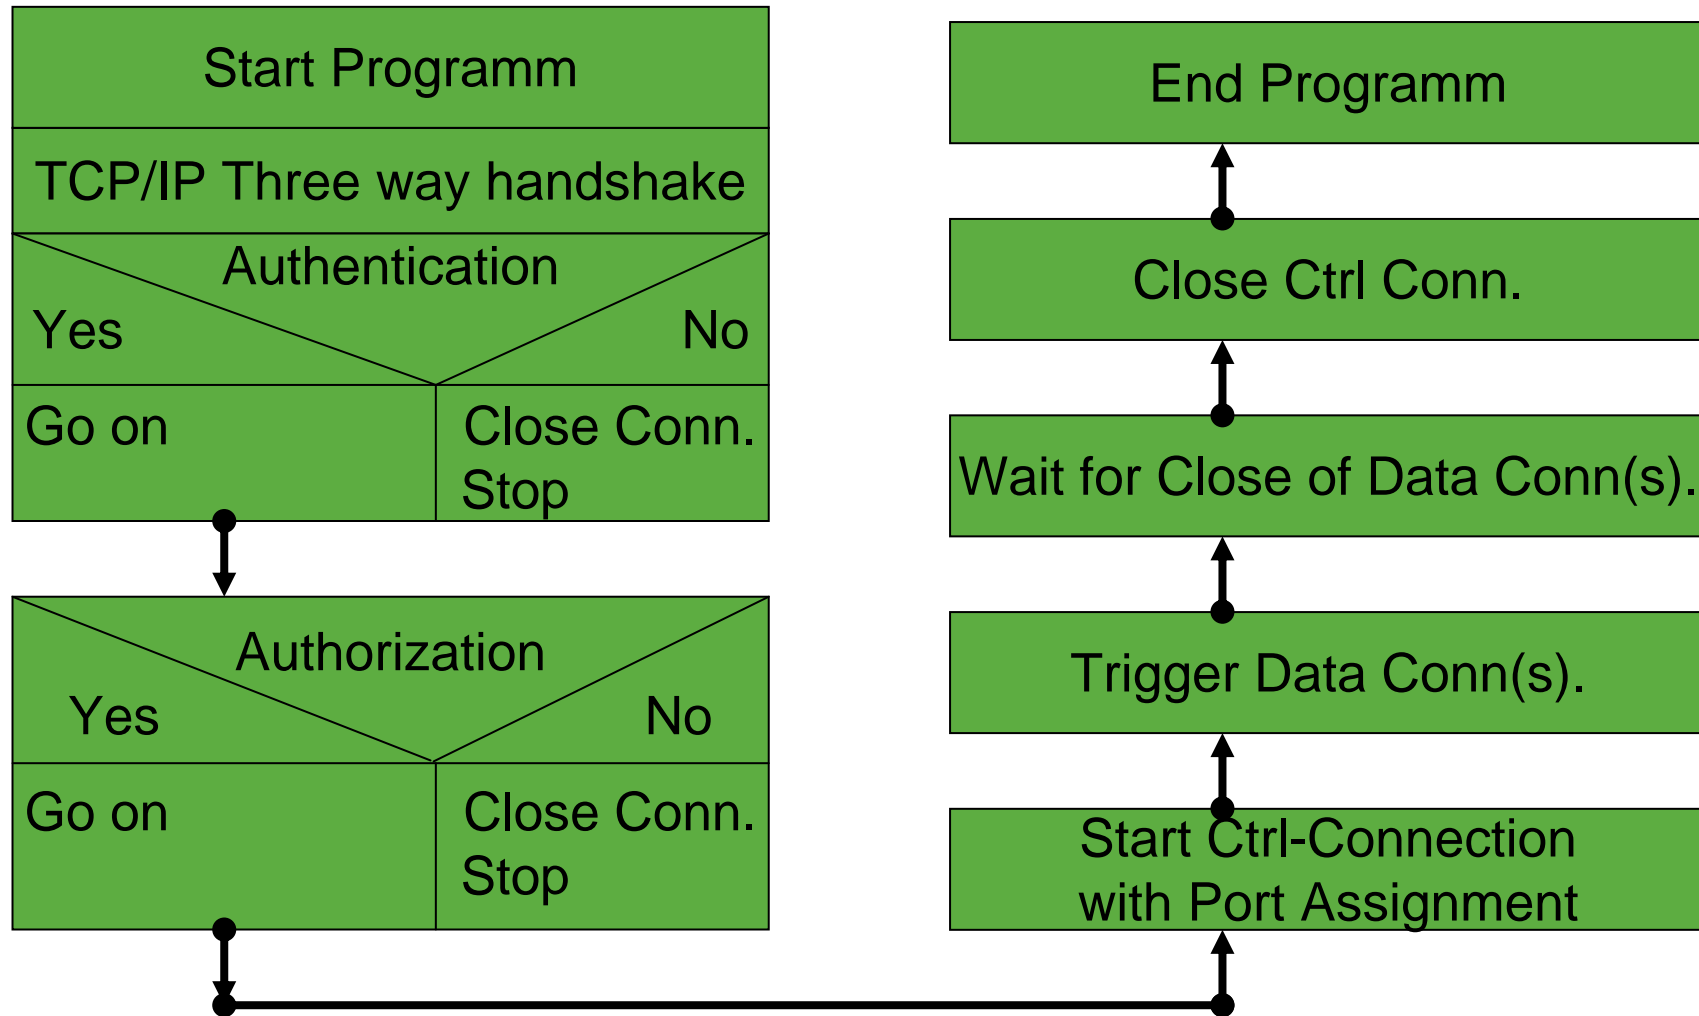 Start Programm
TCP/IP Three way handshake
Authentication
Yes
No
Go on
Close Conn.
Stop
Authorization
Yes
No
Go on
Close Conn.
Stop
End Programm
Close Ctrl Conn.
Wait for Close of Data Conn(s).
Trigger Data Conn(s).
Start Ctrl-Connection
with Port Assignment